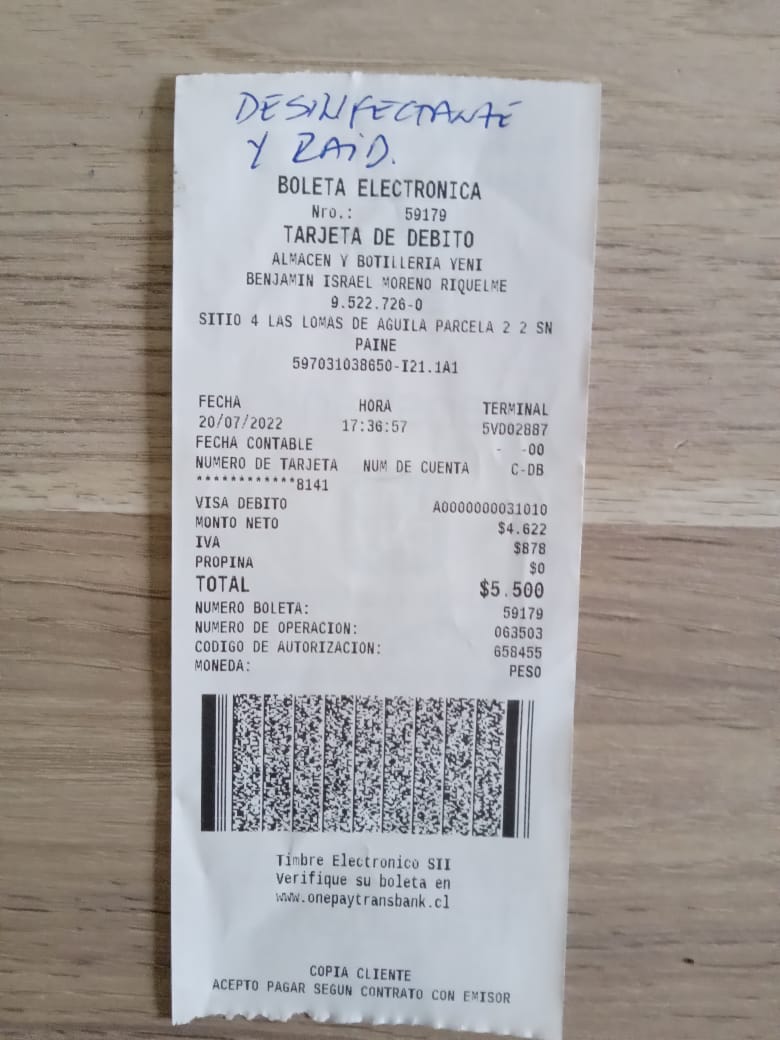 DESINFECTANTE
Y RAID.
BOLETA ELECTRONICA
Nro.: 59179
TARJETA DE DEBITO
ALMACEN Y BOTILLERIA YENI
BENJAMIN ISRAEL MORENO RIQUELME
9.522.726-0
SITIO 4 LAS LOMAS DE AGUILA PARCELA 2 2 SN
PAINE
597031038650-I21.1A1
FECHA HORA TERMINAL
20/07/2022 17:36:57 5VD02887
FECHA CONTABLE - -00
NUMERO DE TARJETA NUM DE CUENTA C-DB
************8141
VISA DEBITO A0000000031010
MONTO NETO $4.622
IVA $878
PROPINA $0
TOTAL $5.500
NUMERO BOLETA: 59179
NUMERO DE OPERACION: 063503
CODIGO DE AUTORIZACION: 658455
MONEDA: PESO
Timbre Electronico SII
Verifique su boleta en
www.onepaytransbank.cl
COPIA CLIENTE
ACEPTO PAGAR SEGUN CONTRATO CON EMISOR